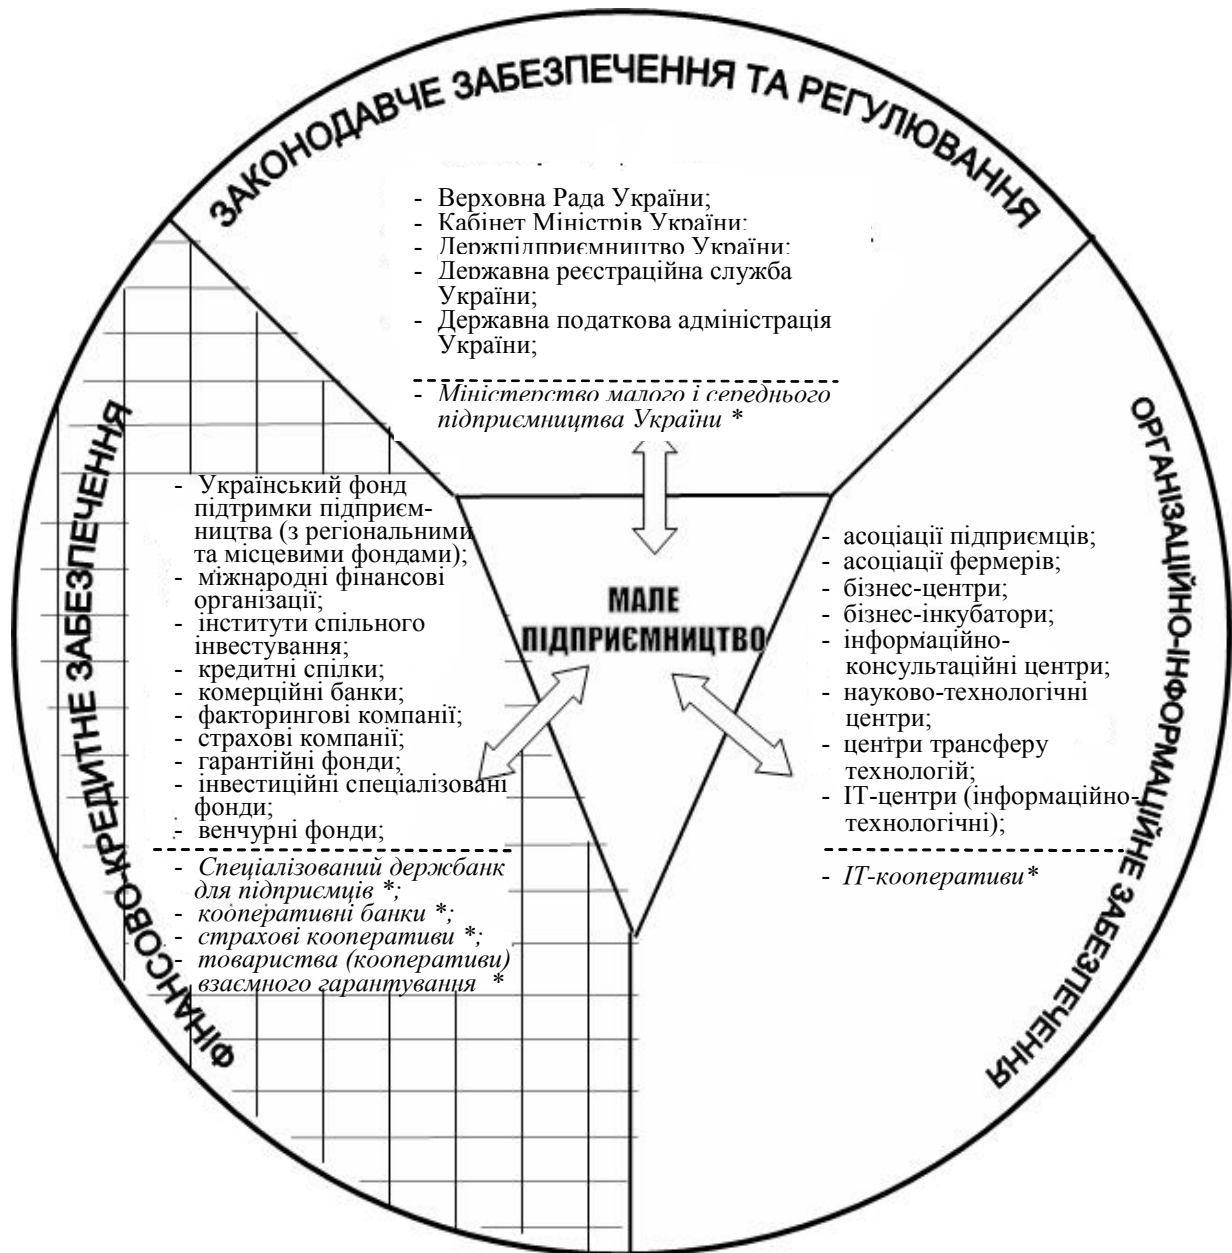 ЗАКОНОДАВЧЕ ЗАБЕЗПЕЧЕННЯ ТА РЕГУЛЮВАННЯ
- Верховна Рада України;
- Кабінет Міністрів України;
- Держпідприємництво України;
- Державна реєстраційна служба
України;
- Державна податкова адміністрація
України;
- Міністерство малого і середнього
підприємництва України *
ФІНАНСОВО-КРЕДИТНЕ ЗАБЕЗПЕЧЕННЯ
- Український фонд
підтримки підприєм-
ництва (з регіональними
та місцевими фондами);
- міжнародні фінансові
організації;
- інститути спільного
інвестування;
- кредитні спілки;
- комерційні банки;
- факторингові компанії;
- страхові компанії;
- гарантійні фонди;
- інвестиційні спеціалізовані
фонди;
- венчурні фонди;
- Спеціалізований держбанк
для підприємців *;
- кооперативні банки *;
- страхові кооперативи *;
- товариства (кооперативи)
взаємного гарантування *
МАЛЕ
ПІДПРИЄМНИЦТВО
ОРГАНІЗАЦІЙНО-ІНФОРМАЦІЙНЕ ЗАБЕЗПЕЧЕННЯ
- асоціації підприємців;
- асоціації фермерів;
- бізнес-центри;
- бізнес-інкубатори;
- інформаційно-
консультаційні центри;
- науково-технологічні
центри;
- центри трансферу
технологій;
- ІТ-центри (інформаційно-
технологічні);
- ІТ-кооперативи*